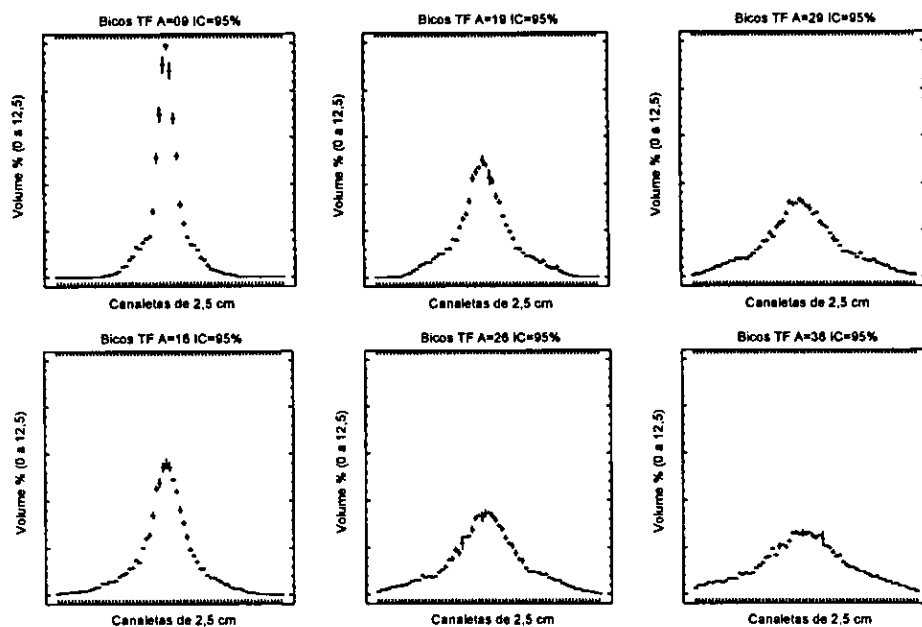 Bicos TF A=09 IC=95%
Volume % (0 a 12,5)
Canaletas de 2,5 cm
Bicos TF A=19 IC=95%
Volume % (0 a 12,5)
Canaletas de 2,5 cm
Bicos TF A=29 IC=95%
Volume % (0 a 12,5)
Canaletas de 2,5 cm
Bicos TF A=16 IC=95%
Volume % (0 a 12,5)
Canaletas de 2,5 cm
Bicos TF A=26 IC=95%
Volume % (0 a 12,5)
Canaletas de 2,5 cm
Bicos TF A=36 IC=95%
Volume % (0 a 12,5)
Canaletas de 2,5 cm